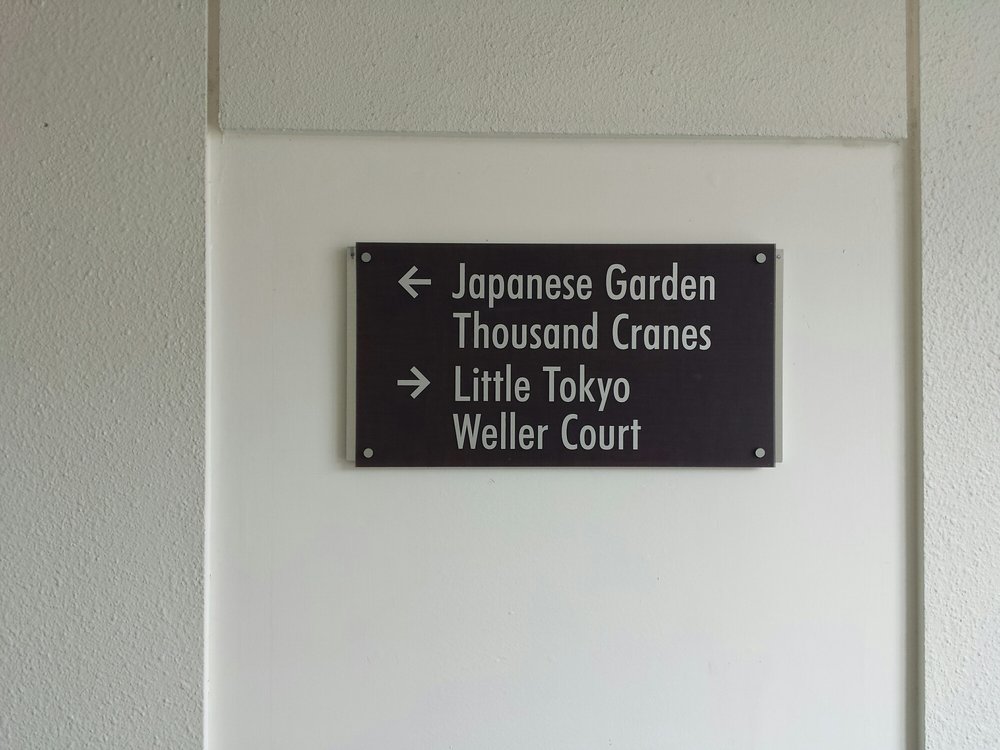 ← Japanese Garden
Thousand Cranes
→ Little Tokyo
Weller Court